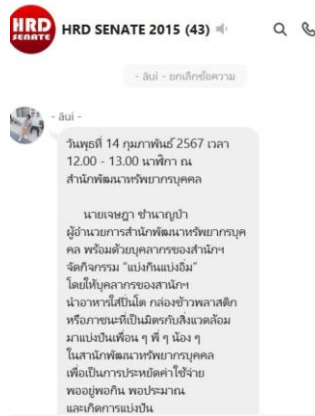 HRD
SENATE
HRD SENATE 2015 (43)
- âui - ยกเลิกข้อความ
- âui -
วันพุธที่ 14 กุมภาพันธ์ 2567 เวลา
12.00 - 13.00 นาฬิกา ณ
สำนักพัฒนาทรัพยากรบุคคล
นายเจษฎา ชำนาญป่า
ผู้อำนวยการสำนักพัฒนาทรัพยากรบุค
คล พร้อมด้วยบุคลากรของสำนักฯ
จัดกิจกรรม "แบ่งกินแบ่งอิ่ม"
โดยให้บุคลากรของสานักฯ
นำอาหารใส่ปิ่นโต กล่องข้าวพลาสติก
หรือภาชนะที่เป็นมิตรกับสิ่งแวดล้อม
มาแบ่งปันเพื่อน ๆ พี่ ๆ น้อง ๆ
ในสานักพัฒนาทรัพยากรบุคคล
เพื่อเป็นการประหยัดค่าใช้จ่าย
พออยู่พอกิน พอประมาณ
และเกิดการแบ่งปัน